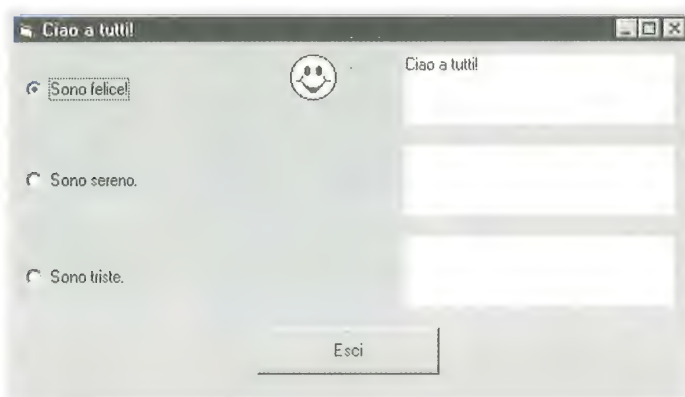 Ciao a tutti!
Sono felice!
Ciao a tutti!
Sono sereno.
Sono triste.
Esci